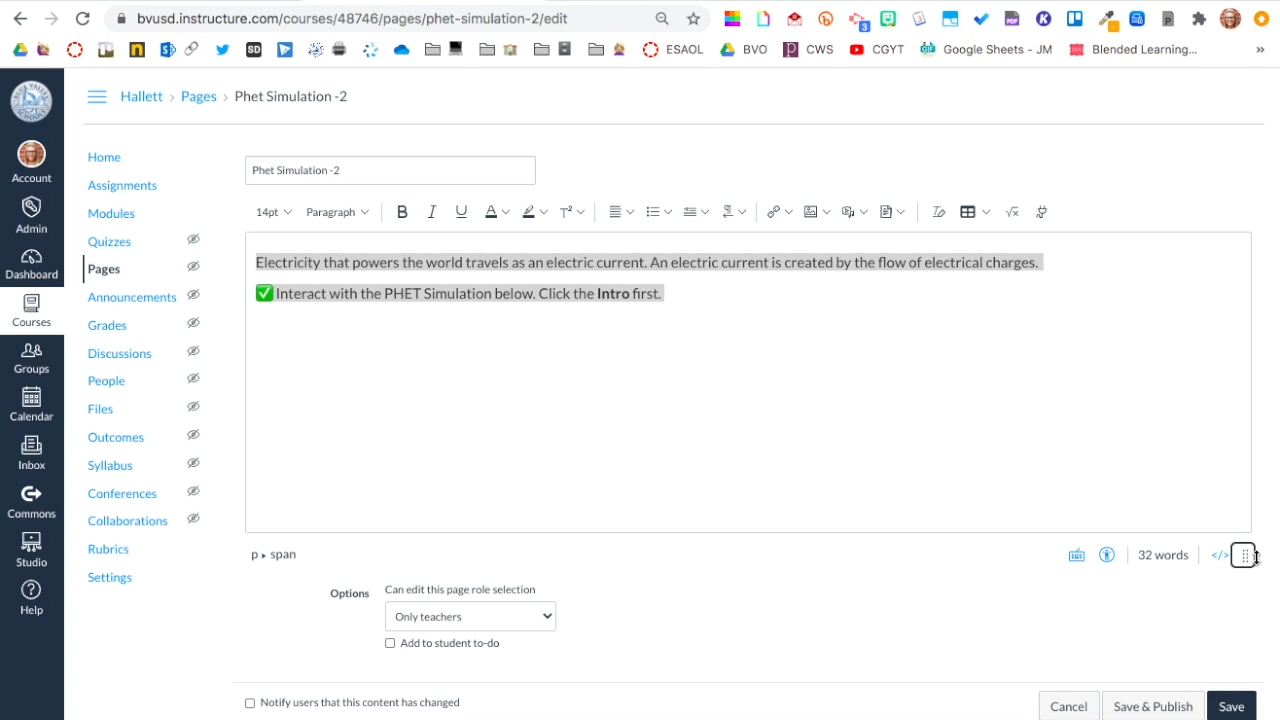 bvusd.instructure.com/courses/48746/pages/phet-simulation-2/edit
3
SD
PDF
K
P
ESAOL
BVO
CWS
CGYT
Google Sheets - JM
Blended Learning...
»
Hallett › Pages › Phet Simulation -2
Account
Admin
Dashboard
Courses
Groups
Calendar
Inbox
Commons
Studio
Help
Home
Assignments
Modules
Quizzes
Pages
Announcements
Grades
Discussions
People
Files
Outcomes
Syllabus
Conferences
Collaborations
Rubrics
Settings
Phet Simulation -2
14pt Paragraph B I U A T²
Electricity that powers the world travels as an electric current. An electric current is created by the flow of electrical charges.
✅ Interact with the PHET Simulation below. Click the Intro first.
p ▸ span
32 words </>
Options
Can edit this page role selection
Only teachers
Add to student to-do
Notify users that this content has changed
Cancel
Save & Publish
Save